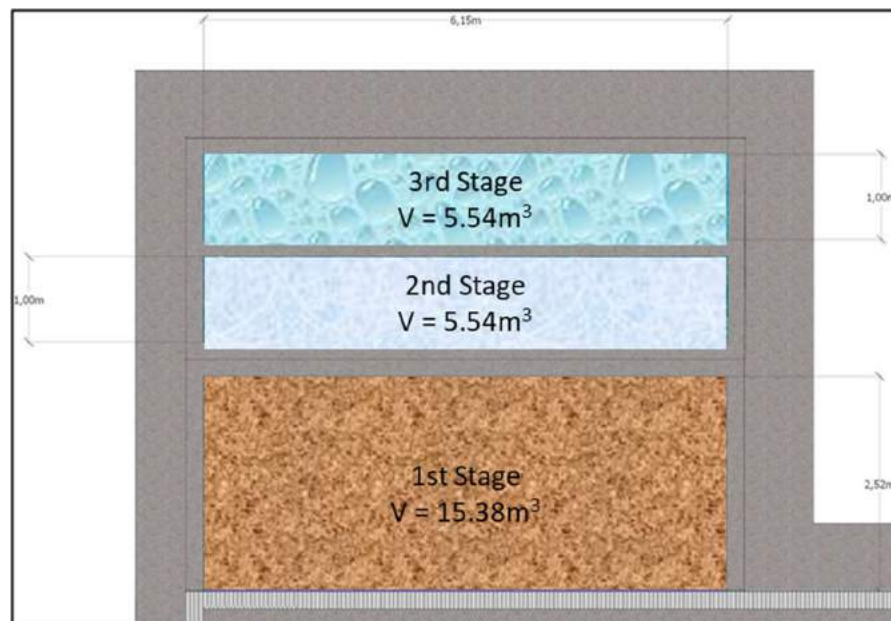 6,15m
3rd Stage
V = 5.54m³
1,00m
2nd Stage
V = 5.54m³
1,00m
1st Stage
V = 15.38m³
2,52m